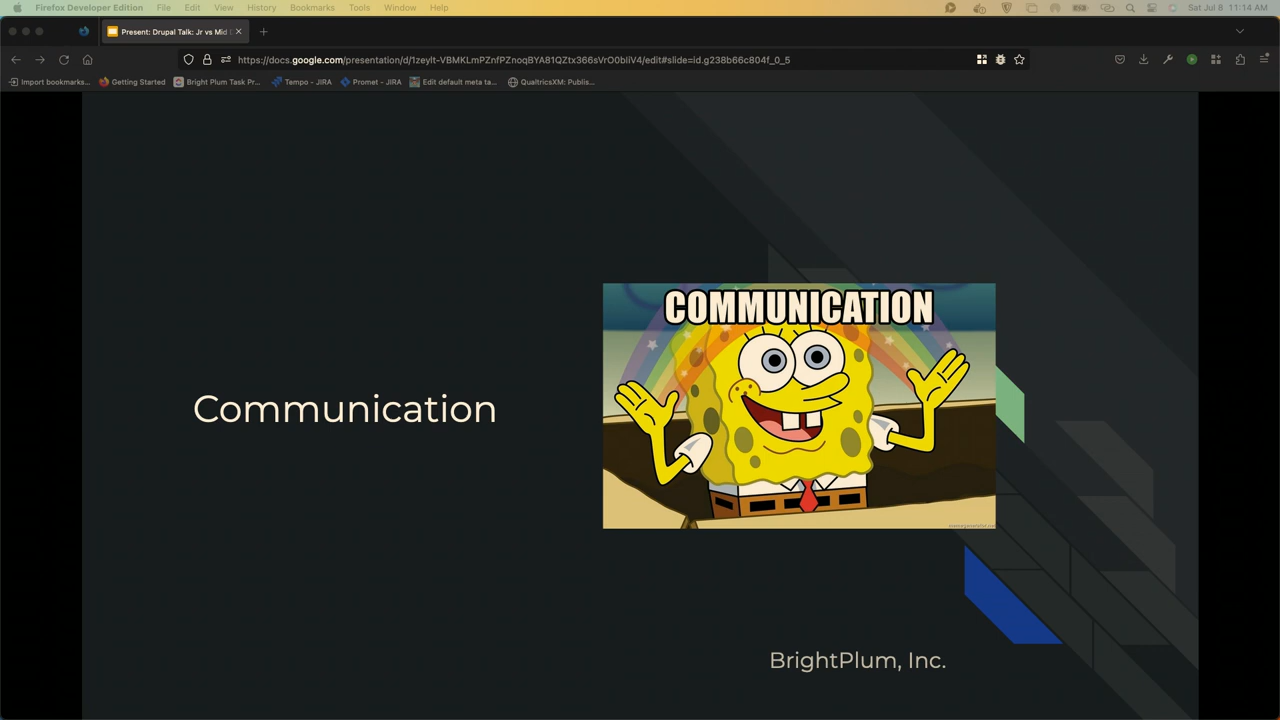 Firefox Developer Edition File Edit View History Bookmarks Tools Window Help Sat Jul 8 11:14 AM
Present: Drupal Talk: Jr vs Mid
https://docs.google.com/presentation/d/1zeylt-VBMKLmPZnfPZnoqBYA81QZtx366sVrO0bliV4/edit#slide=id.g238b66c804f_0_5
Import bookmarks... Getting Started Bright Plum Task Pr... Tempo - JIRA Promet - JIRA Edit default meta ta... QualtricsXM: Publis...
COMMUNICATION
Communication
BrightPlum, Inc.